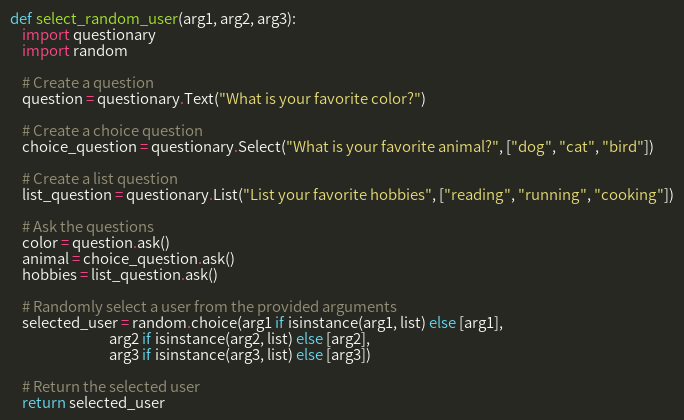 def select_random_user(arg1, arg2, arg3):
import questionary
import random
# Create a question
question = questionary.Text("What is your favorite color?")
# Create a choice question
choice_question = questionary.Select("What is your favorite animal?", ["dog", "cat", "bird"])
# Create a list question
list_question = questionary.List("List your favorite hobbies", ["reading", "running", "cooking"])
# Ask the questions
color = question.ask()
animal = choice_question.ask()
hobbies = list_question.ask()
# Randomly select a user from the provided arguments
selected_user = random.choice(arg1 if isinstance(arg1, list) else [arg1],
arg2 if isinstance(arg2, list) else [arg2],
arg3 if isinstance(arg3, list) else [arg3])
# Return the selected user
return selected_user